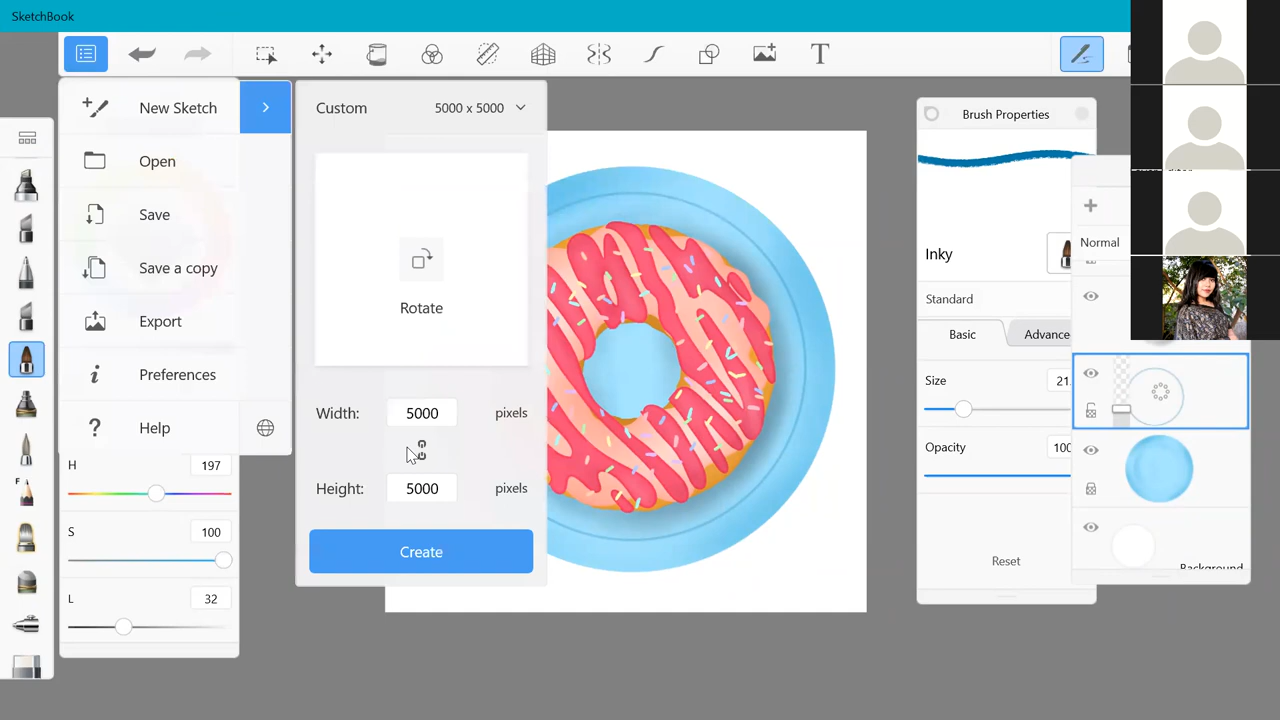 SketchBook
T
New Sketch
Open
Save
Save a copy
Export
Preferences
Help
H 197
S 100
L 32
Custom 5000 x 5000
Rotate
Width: 5000 pixels
Height: 5000 pixels
Create
Brush Properties
Inky
Standard
Basic Advance
Size 21.
Opacity 100
Reset
Normal
Background
F